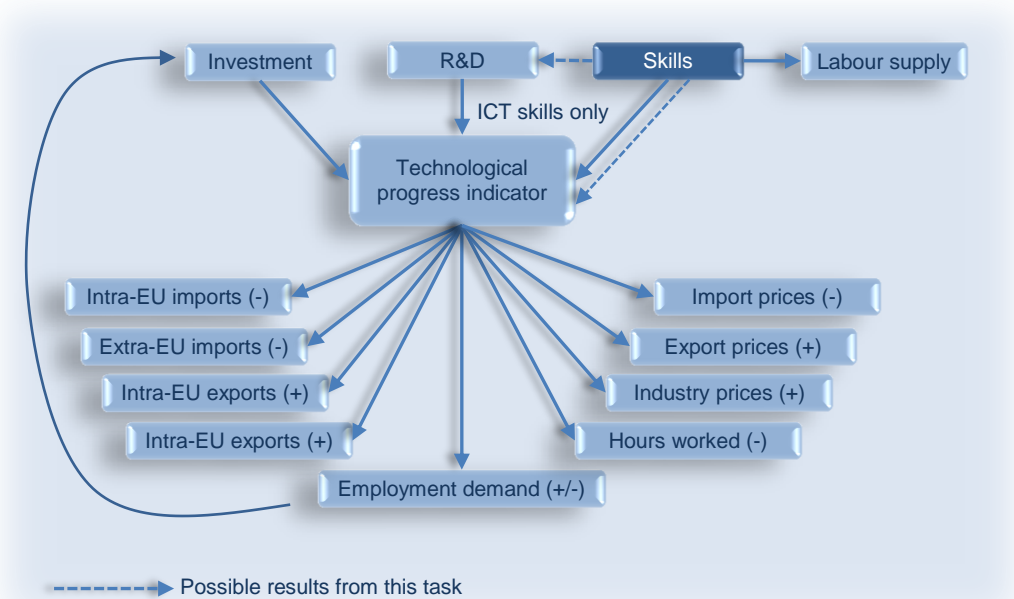 Investment
R&D
Skills
Labour supply
ICT skills only
Technological
progress indicator
Intra-EU imports (-)
Import prices (-)
Extra-EU imports (-)
Export prices (+)
Intra-EU exports (+)
Industry prices (+)
Intra-EU exports (+)
Hours worked (-)
Employment demand (+/-)
Possible results from this task